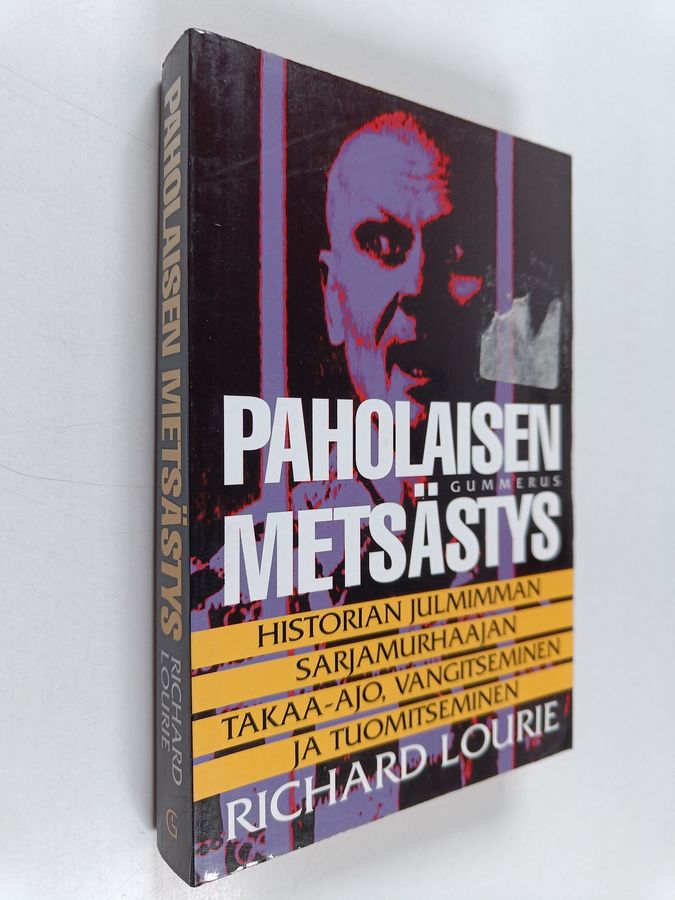 PAHOLAISEN METSÄSTYS
RICHARD
LOURIE
G
PAHOLAISEN
GUMMERUS
METSÄSTYS
HISTORIAN JULMIMMAN
SARJAMURHAAJAN
TAKAA-AJO, VANGITSEMINEN
JA TUOMITSEMINEN
RICHARD LOURIE